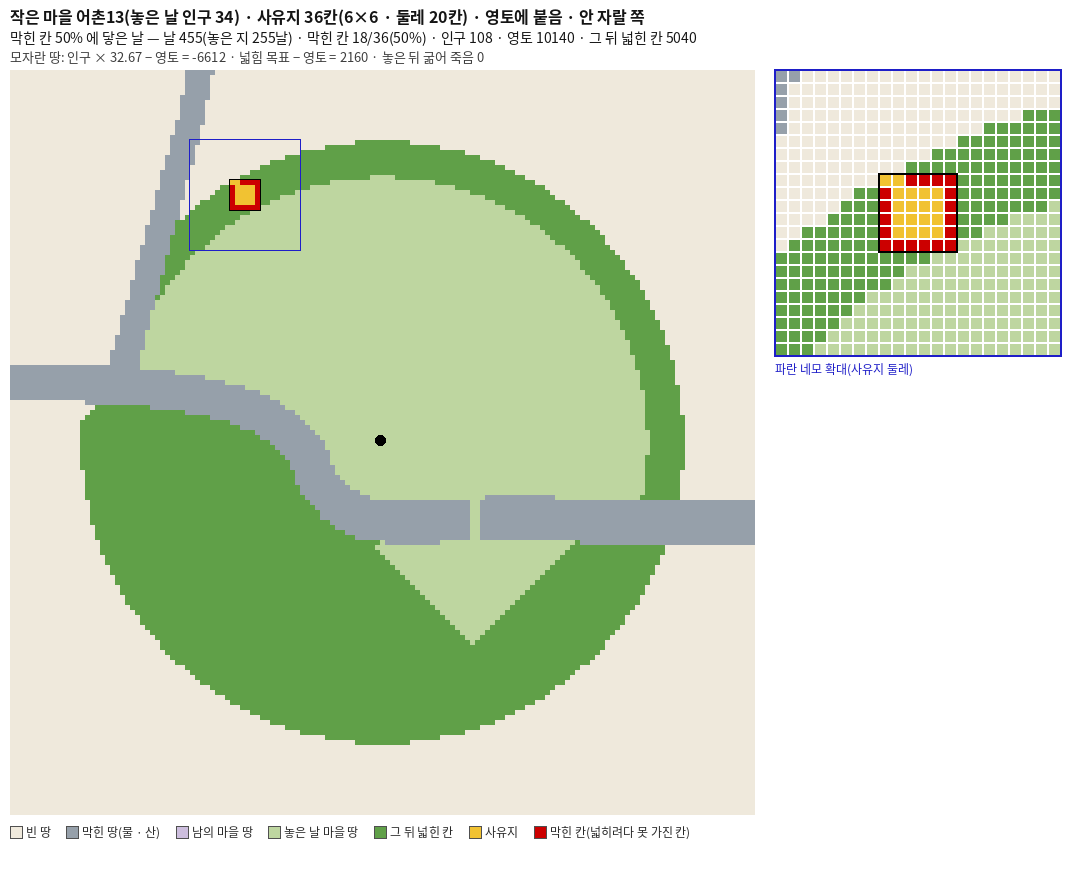 작은 마을 어촌13(놓은 날 인구 34) · 사유지 36칸(6×6 · 둘레 20칸) · 영토에 붙음 · 안 자랄 쪽
막힌 칸 50% 에 닿은 날 — 날 455(놓은 지 255날) · 막힌 칸 18/36(50%) · 인구 108 · 영토 10140 · 그 뒤 넓힌 칸 5040
모자란 땅: 인구 × 32.67 − 영토 = -6612 · 넓힘 목표 − 영토 = 2160 · 놓은 뒤 굶어 죽음 0
파란 네모 확대(사유지 둘레)
빈 땅 막힌 땅(물 · 산) 남의 마을 땅 놓은 날 마을 땅 그 뒤 넓힌 칸 사유지 막힌 칸(넓히려다 못 가진 칸)